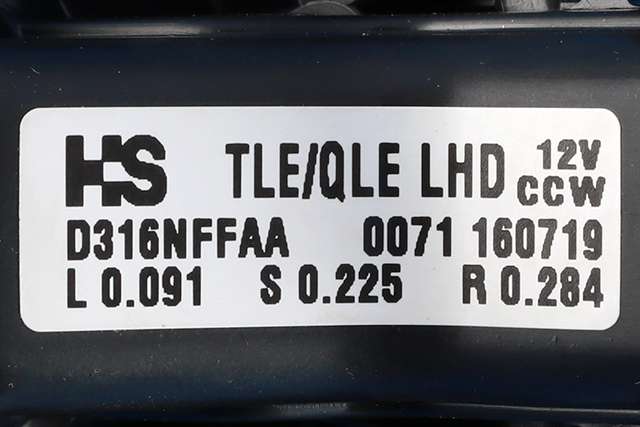 HS TLE/QLE LHD 12V CCW
D316NFFAA 0071 160719
L 0.091 S 0.225 R 0.284